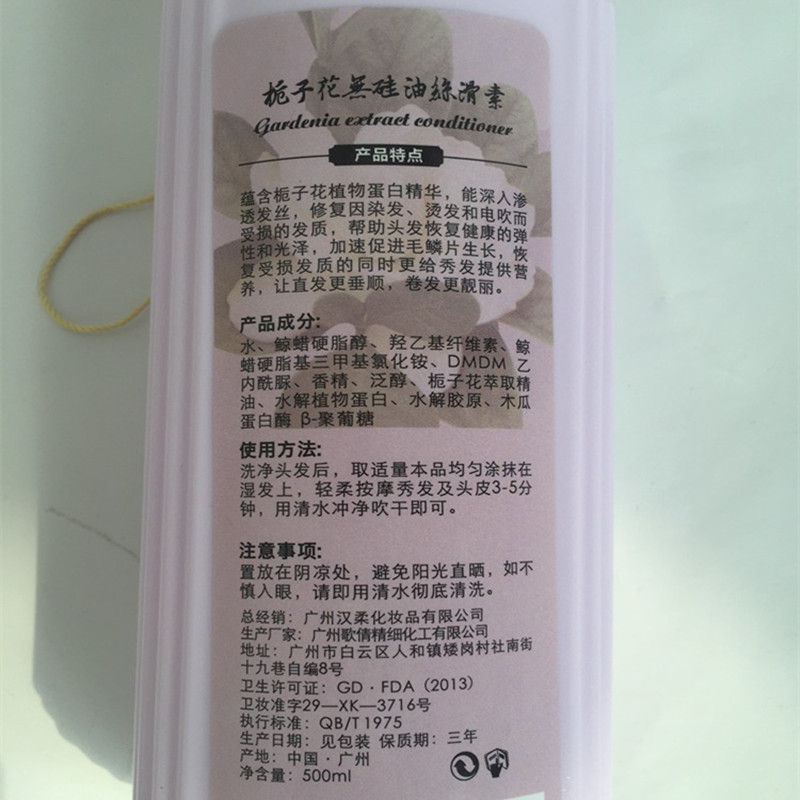 栀子花無硅油絲滑素
Gardenia extract conditioner
产品特点
蕴含栀子花植物蛋白精华，能深入渗
透发丝，修复因染发、烫发和电吹而
受损的发质，帮助头发恢复健康的弹
性和光泽，加速促进毛鳞片生长，恢
复受损发质的同时更给秀发提供营
养，让直发更垂顺，卷发更靓丽。
产品成分:
水、鲸蜡硬脂醇、羟乙基纤维素、鲸
蜡硬脂基三甲基氯化铵、DMDM 乙
内酰脲、香精、泛醇、栀子花萃取精
油、水解植物蛋白、水解胶原、木瓜
蛋白酶 β-聚葡糖
使用方法:
洗净头发后，取适量本品均匀涂抹在
湿发上，轻柔按摩秀发及头皮3-5分
钟，用清水冲净吹干即可。
注意事项:
置放在阴凉处，避免阳光直晒，如不
慎入眼，请即用清水彻底清洗。
总经销：广州汉柔化妆品有限公司
生产厂家：广州歌倩精细化工有限公司
地址：广州市白云区人和镇矮岗村社南街
十九巷自编8号
卫生许可证：GD·FDA（2013）
卫妆准字29—XK—3716号
执行标准：QB/T 1975
生产日期：见包装 保质期：三年
产地：中国·广州
净含量：500ml